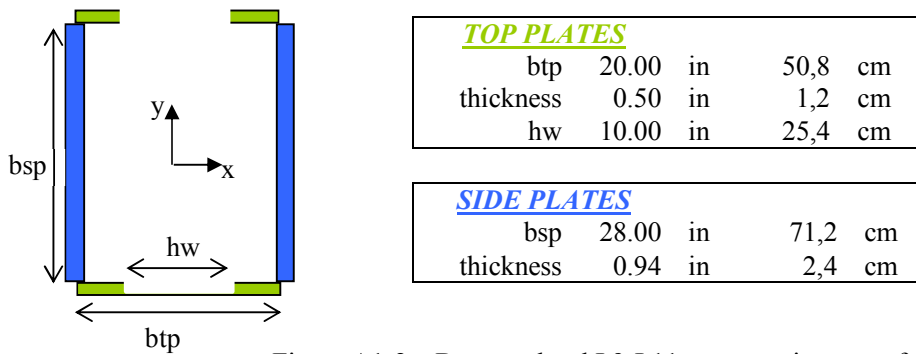 y
x
bsp
hw
btp
TOP PLATES
btp 20.00 in 50,8 cm
thickness 0.50 in 1,2 cm
hw 10.00 in 25,4 cm
SIDE PLATES
bsp 28.00 in 71,2 cm
thickness 0.94 in 2,4 cm